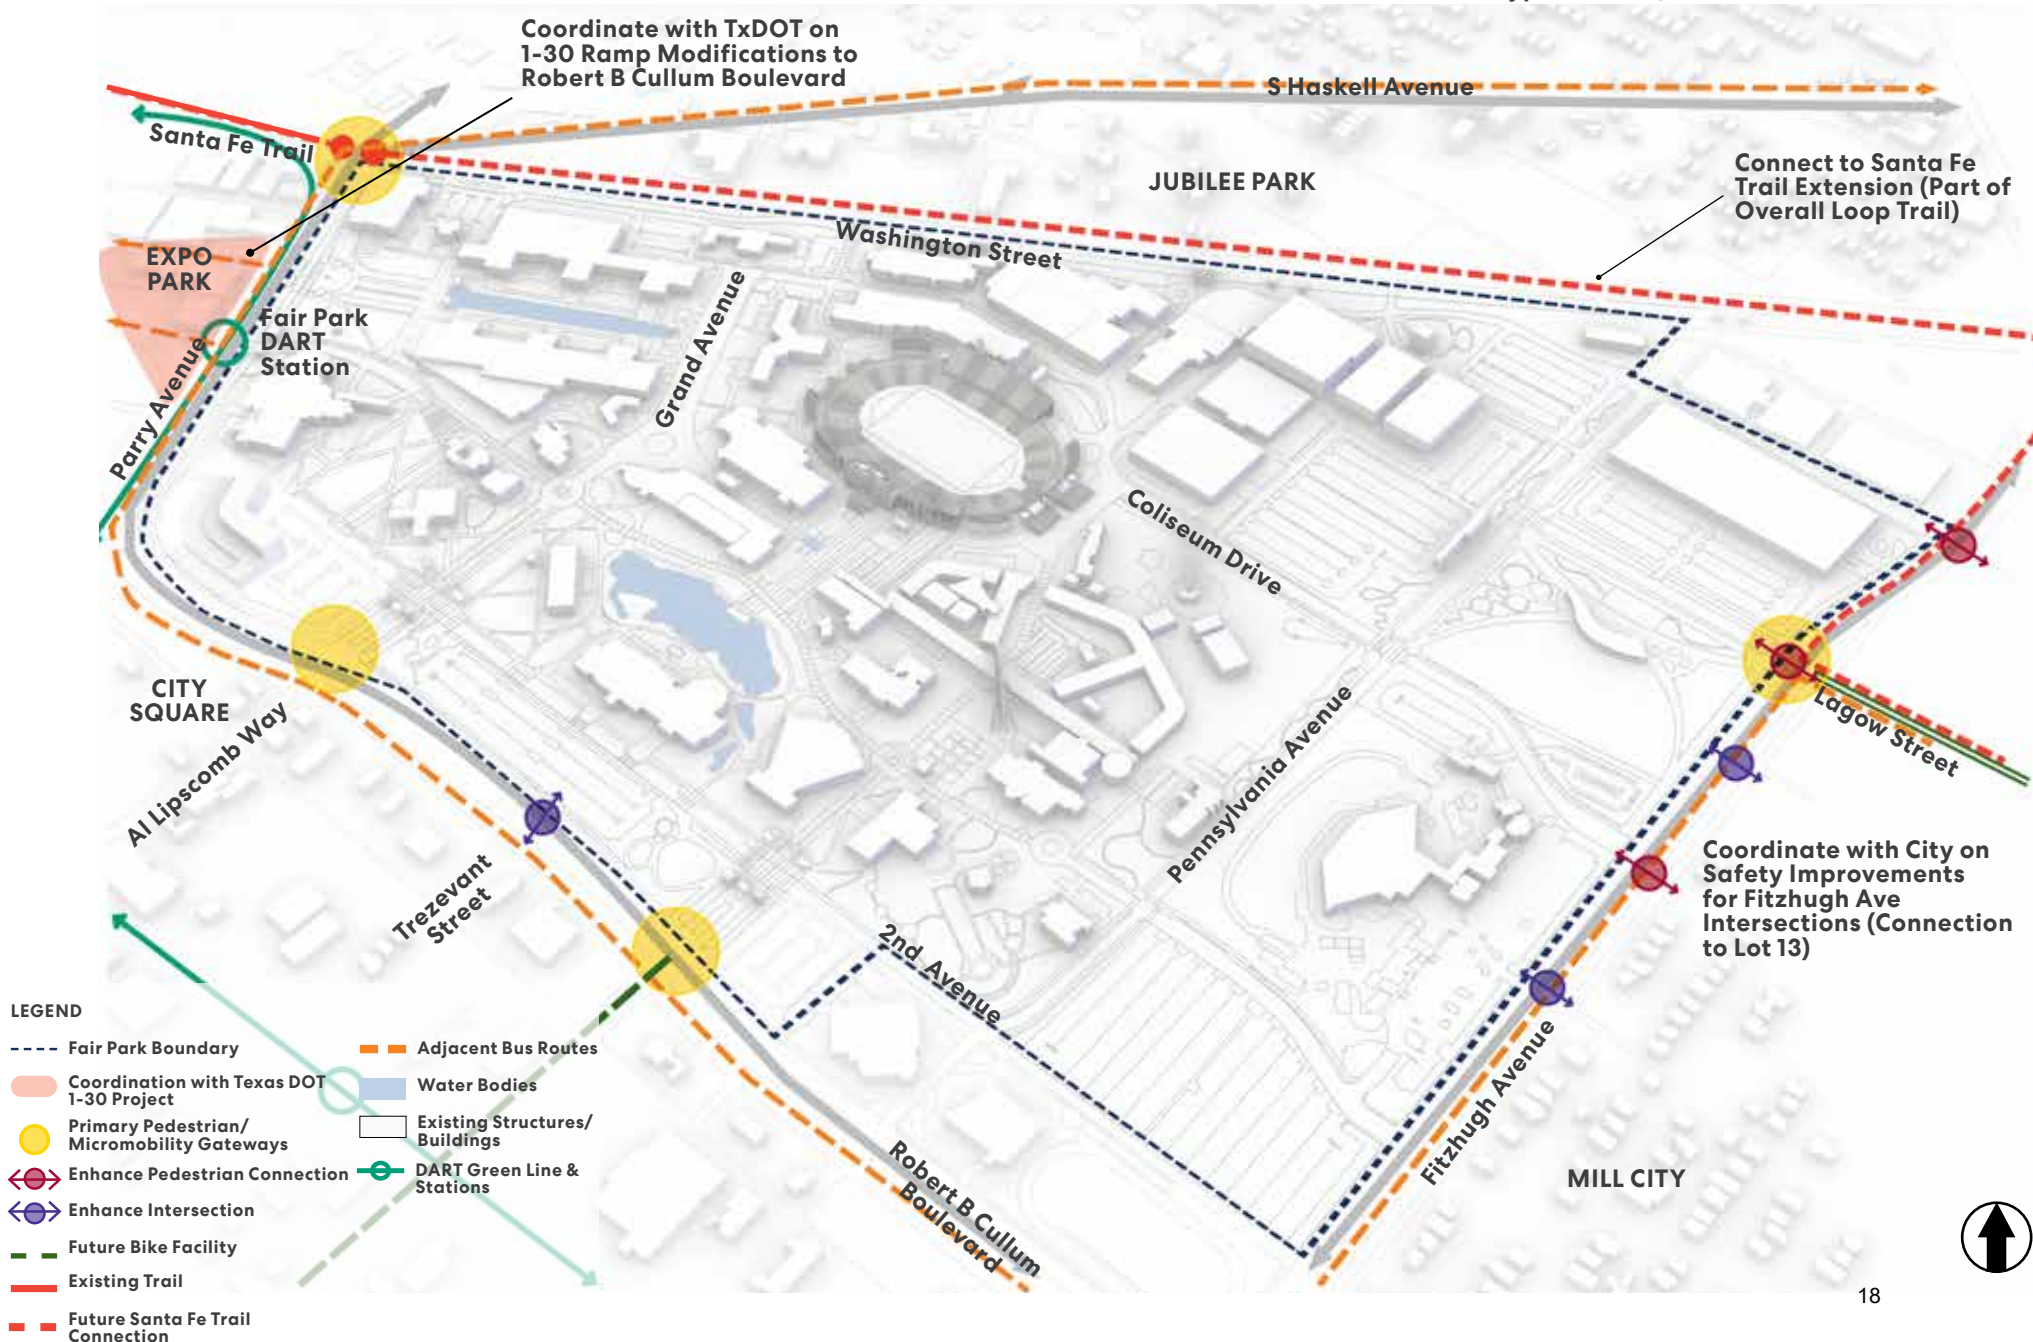 Coordinate with TxDOT on
1-30 Ramp Modifications to
Robert B Cullum Boulevard
S Haskell Avenue
Santa Fe Trail
JUBILEE PARK
Connect to Santa Fe
Trail Extension (Part of
Overall Loop Trail)
Washington Street
EXPO
PARK
Fair Park
DART
Station
Grand Avenue
Parry Avenue
Coliseum Drive
CITY
SQUARE
Al Lipscomb Way
Lagow Street
Pennsylvania Avenue
Trezevant
Street
Coordinate with City on
Safety Improvements
for Fitzhugh Ave
Intersections (Connection
to Lot 13)
2nd Avenue
Fitzhugh Avenue
MILL CITY
Robert B Cullum
Boulevard
LEGEND
Fair Park Boundary
Coordination with Texas DOT
1-30 Project
Primary Pedestrian/
Micromobility Gateways
Enhance Pedestrian Connection
Enhance Intersection
Future Bike Facility
Existing Trail
Future Santa Fe Trail
Connection
Adjacent Bus Routes
Water Bodies
Existing Structures/
Buildings
DART Green Line &
Stations
18